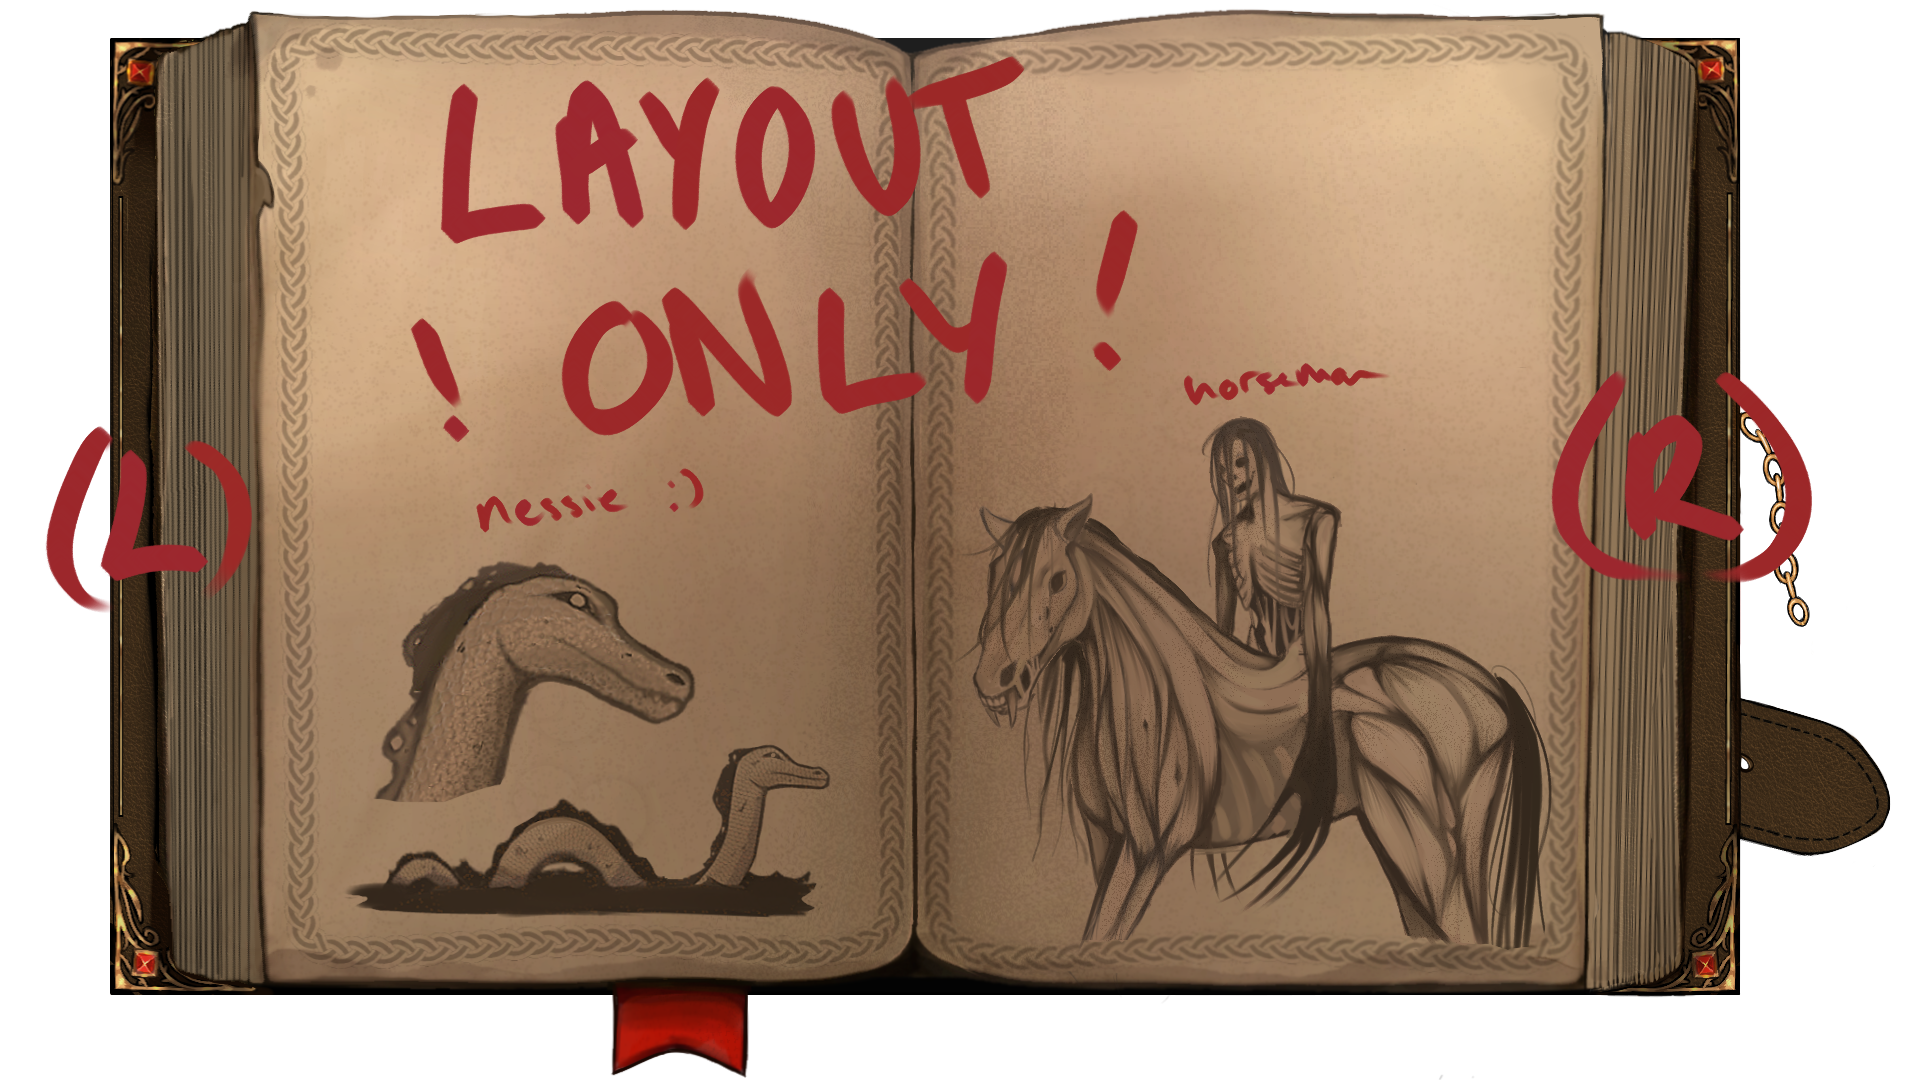 LAYOUT
! ONLY !
horseman
(L)
(R)
nessie :)